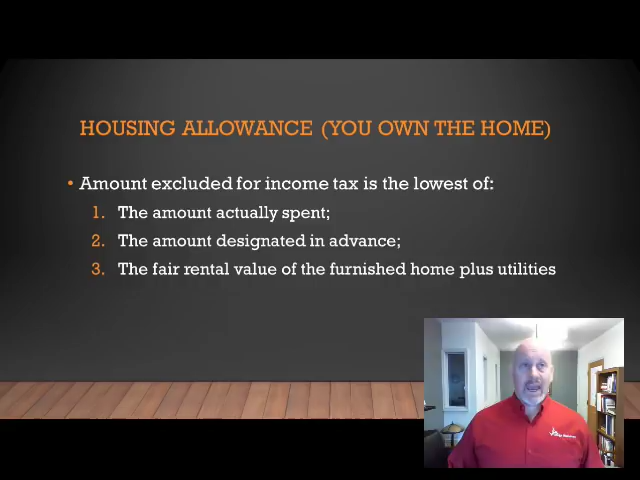 HOUSING ALLOWANCE (YOU OWN THE HOME)
• Amount excluded for income tax is the lowest of:
1. The amount actually spent;
2. The amount designated in advance;
3. The fair rental value of the furnished home plus utilities